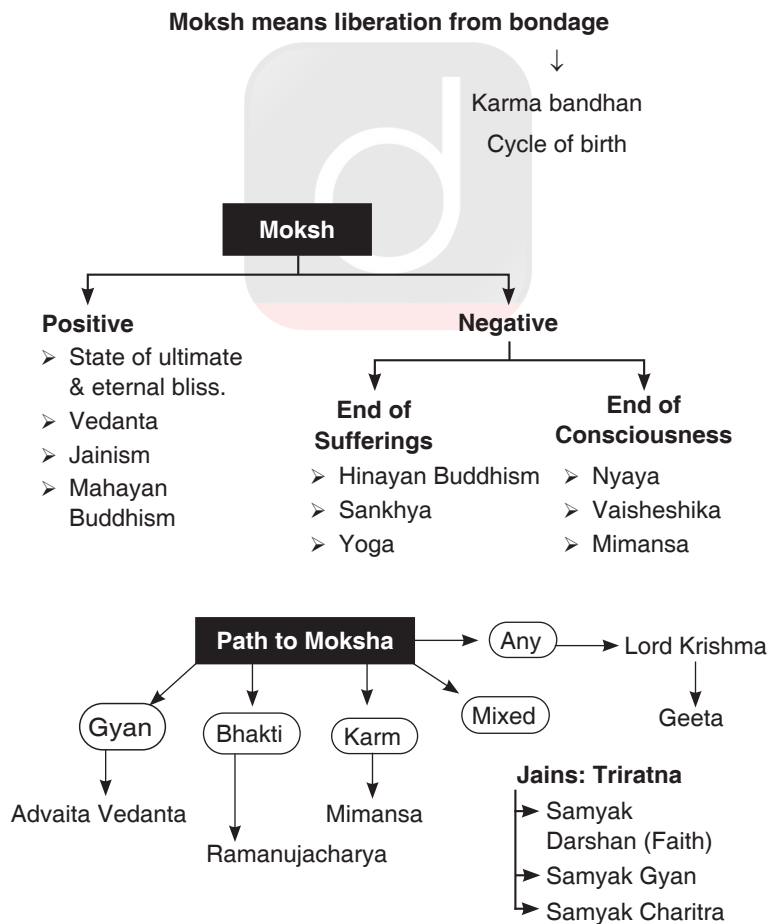 Moksh means liberation from bondage
↓
Karma bandhan
Cycle of birth
Moksh
Positive
➢ State of ultimate
& eternal bliss.
➢ Vedanta
➢ Jainism
➢ Mahayan
Buddhism
Negative
End of
Sufferings
➢ Hinayan Buddhism
➢ Sankhya
➢ Yoga
End of
Consciousness
➢ Nyaya
➢ Vaisheshika
➢ Mimansa
Path to Moksha
Any
Lord Krishma
Geeta
Gyan
Bhakti
Karm
Mixed
Advaita Vedanta
Ramanujacharya
Mimansa
Jains: Triratna
Samyak
Darshan (Faith)
Samyak Gyan
Samyak Charitra